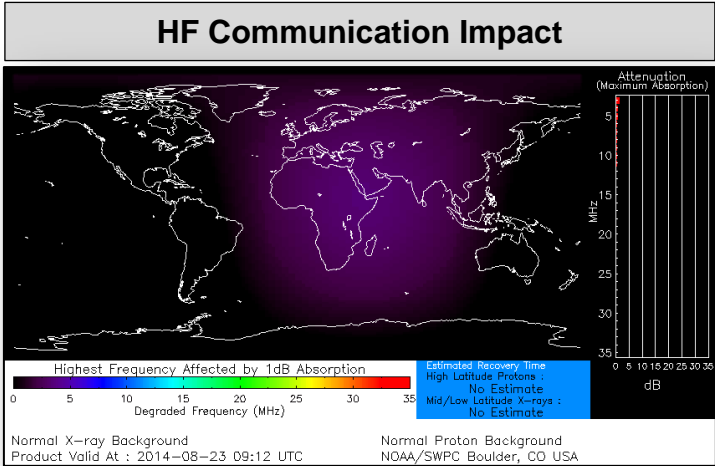 HF Communication Impact
Attenuation
(Maximum Absorption)
5
10
15
20
25
30
35
MHz
0 5 10 15 20 25 30 35
dB
Highest Frequency Affected by 1dB Absorption
0 5 10 15 20 25 30 35
Degraded Frequency (MHz)
Estimated Recovery Time
High Latitude Protons :
No Estimate
Mid/Low Latitude X-rays :
No Estimate
Normal X-ray Background
Normal Proton Background
Product Valid At : 2014-08-23 09:12 UTC
NOAA/SWPC Boulder, CO USA